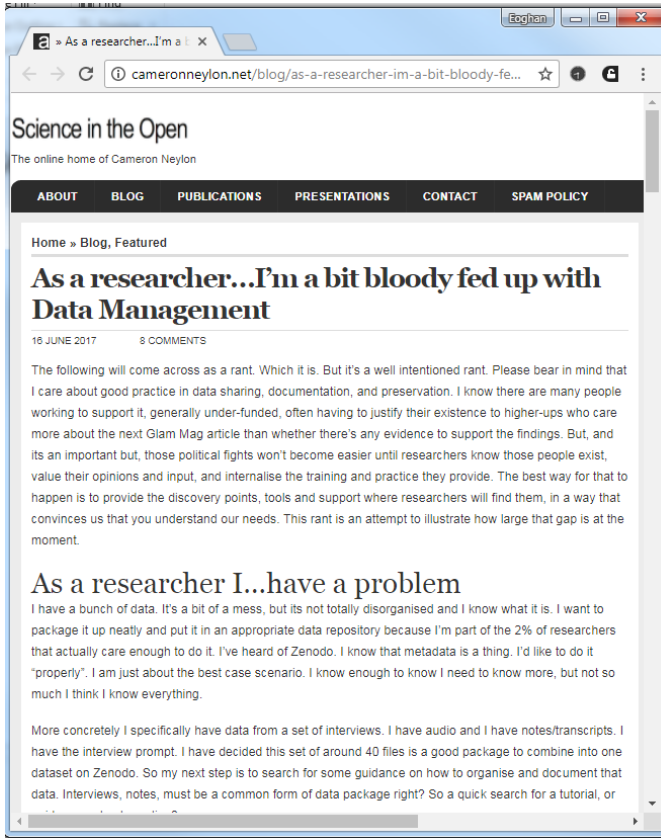 Eoghan
» As a researcher...I'm a b
cameronneylon.net/blog/as-a-researcher-im-a-bit-bloody-fe...
Science in the Open
The online home of Cameron Neylon
ABOUT BLOG PUBLICATIONS PRESENTATIONS CONTACT SPAM POLICY
Home » Blog, Featured
As a researcher…I'm a bit bloody fed up with
Data Management
16 JUNE 2017 8 COMMENTS
The following will come across as a rant. Which it is. But it's a well intentioned rant. Please bear in mind that
I care about good practice in data sharing, documentation, and preservation. I know there are many people
working to support it, generally under-funded, often having to justify their existence to higher-ups who care
more about the next Glam Mag article than whether there's any evidence to support the findings. But, and
its an important but, those political fights won't become easier until researchers know those people exist,
value their opinions and input, and internalise the training and practice they provide. The best way for that to
happen is to provide the discovery points, tools and support where researchers will find them, in a way that
convinces us that you understand our needs. This rant is an attempt to illustrate how large that gap is at the
moment.
As a researcher I…have a problem
I have a bunch of data. It's a bit of a mess, but its not totally disorganised and I know what it is. I want to
package it up neatly and put it in an appropriate data repository because I'm part of the 2% of researchers
that actually care enough to do it. I've heard of Zenodo. I know that metadata is a thing. I'd like to do it
“properly”. I am just about the best case scenario. I know enough to know I need to know more, but not so
much I think I know everything.
More concretely I specifically have data from a set of interviews. I have audio and I have notes/transcripts. I
have the interview prompt. I have decided this set of around 40 files is a good package to combine into one
dataset on Zenodo. So my next step is to search for some guidance on how to organise and document that
data. Interviews, notes, must be a common form of data package right? So a quick search for a tutorial, or